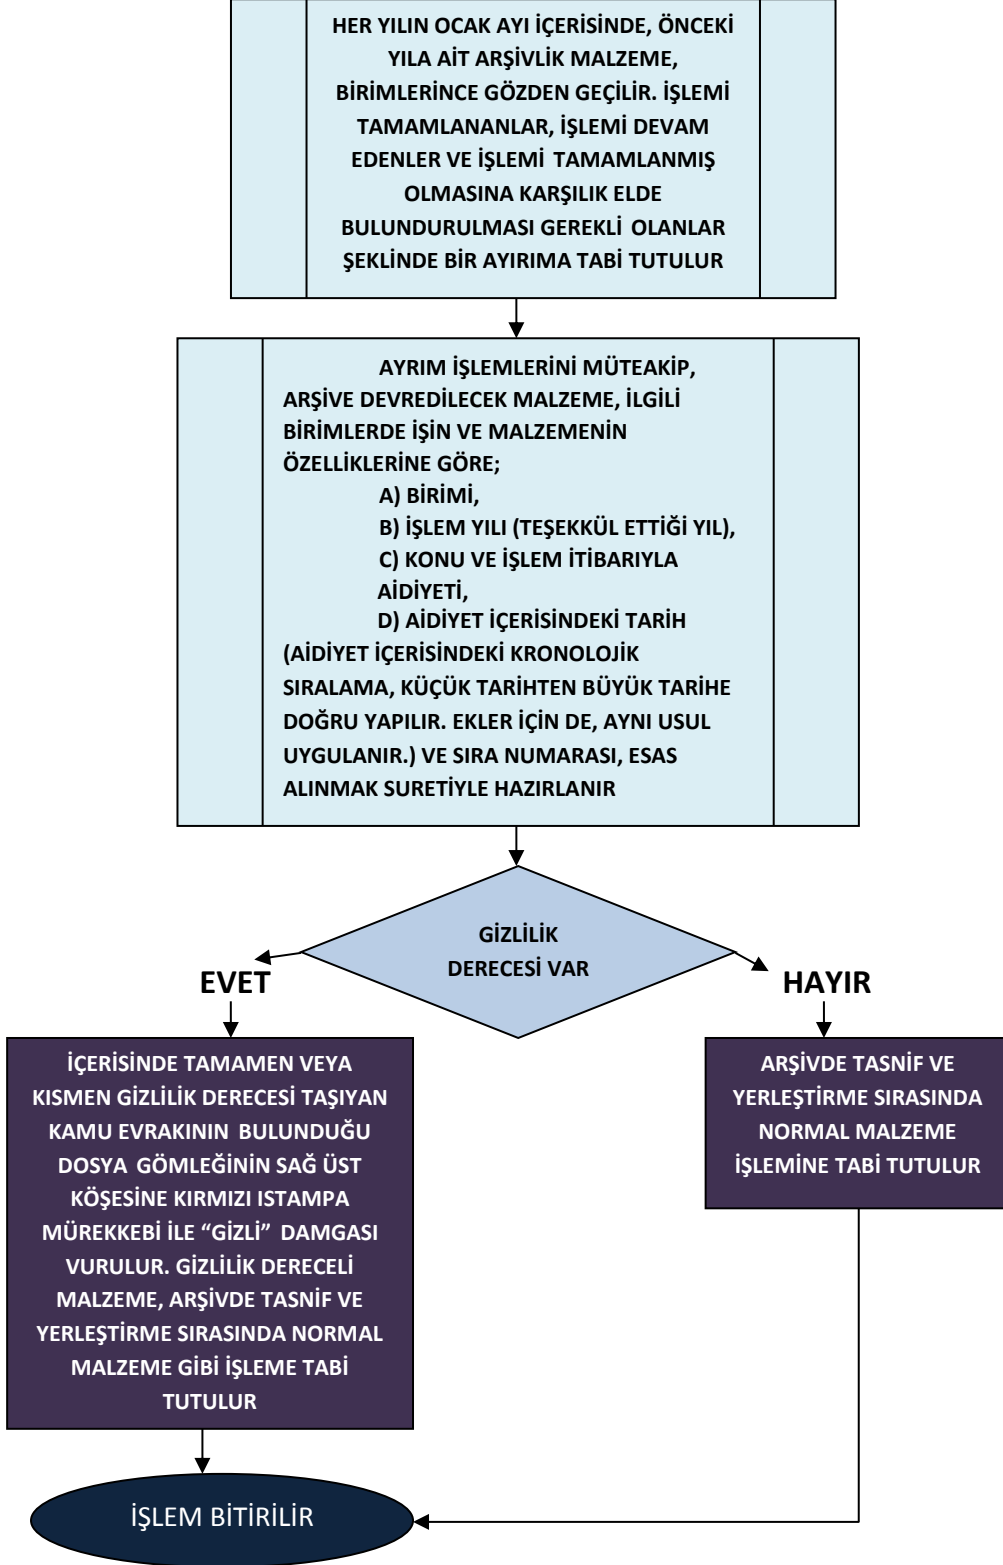 HER YILIN OCAK AYI İÇERİSİNDE, ÖNCEKİ
YILA AİT ARŞİVLİK MALZEME,
BİRİMLERİNCE GÖZDEN GEÇİLİR. İŞLEMİ
TAMAMLANANLAR, İŞLEMİ DEVAM
EDENLER VE İŞLEMİ TAMAMLANMIŞ
OLMASINA KARŞILIK ELDE
BULUNDURULMASI GEREKLİ OLANLAR
ŞEKLİNDE BİR AYIRIMA TABİ TUTULUR
AYRIM İŞLEMLERİNİ MÜTEAKİP,
ARŞİVE DEVREDİLECEK MALZEME, İLGİLİ
BİRİMLERDE İŞİN VE MALZEMENİN
ÖZELLİKLERİNE GÖRE;
A) BİRİMİ,
B) İŞLEM YILI (TEŞEKKÜL ETTİĞİ YIL),
C) KONU VE İŞLEM İTİBARIYLA
AİDİYETİ,
D) AİDİYET İÇERİSİNDEKİ TARİH
(AİDİYET İÇERİSİNDEKİ KRONOLOJİK
SIRALAMA, KÜÇÜK TARİHTEN BÜYÜK TARİHE
DOĞRU YAPILIR. EKLER İÇİN DE, AYNI USUL
UYGULANIR.) VE SIRA NUMARASI, ESAS
ALINMAK SURETİYLE HAZIRLANIR
GİZLİLİK
DERECESİ VAR
EVET
HAYIR
İÇERİSİNDE TAMAMEN VEYA
KISMEN GİZLİLİK DERECESİ TAŞIYAN
KAMU EVRAKININ BULUNDUĞU
DOSYA GÖMLEĞİNİN SAĞ ÜST
KÖŞESİNE KIRMIZI ISTAMPA
MÜREKKEBİ İLE “GİZLİ” DAMGASI
VURULUR. GİZLİLİK DERECELİ
MALZEME, ARŞİVDE TASNİF VE
YERLEŞTİRME SIRASINDA NORMAL
MALZEME GİBİ İŞLEME TABİ
TUTULUR
ARŞİVDE TASNİF VE
YERLEŞTİRME SIRASINDA
NORMAL MALZEME
İŞLEMİNE TABİ TUTULUR
İŞLEM BİTİRİLİR